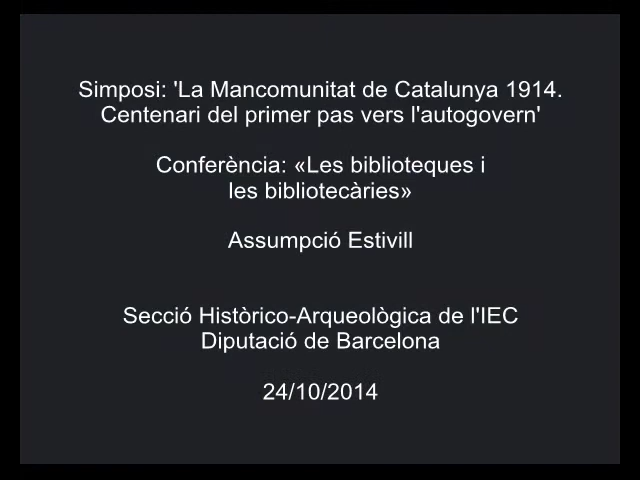 Simposi: 'La Mancomunitat de Catalunya 1914.
Centenari del primer pas vers l'autogovern'
Conferència: «Les biblioteques i
les bibliotecàries»
Assumpció Estivill
Secció Històrico-Arqueològica de l'IEC
Diputació de Barcelona
24/10/2014